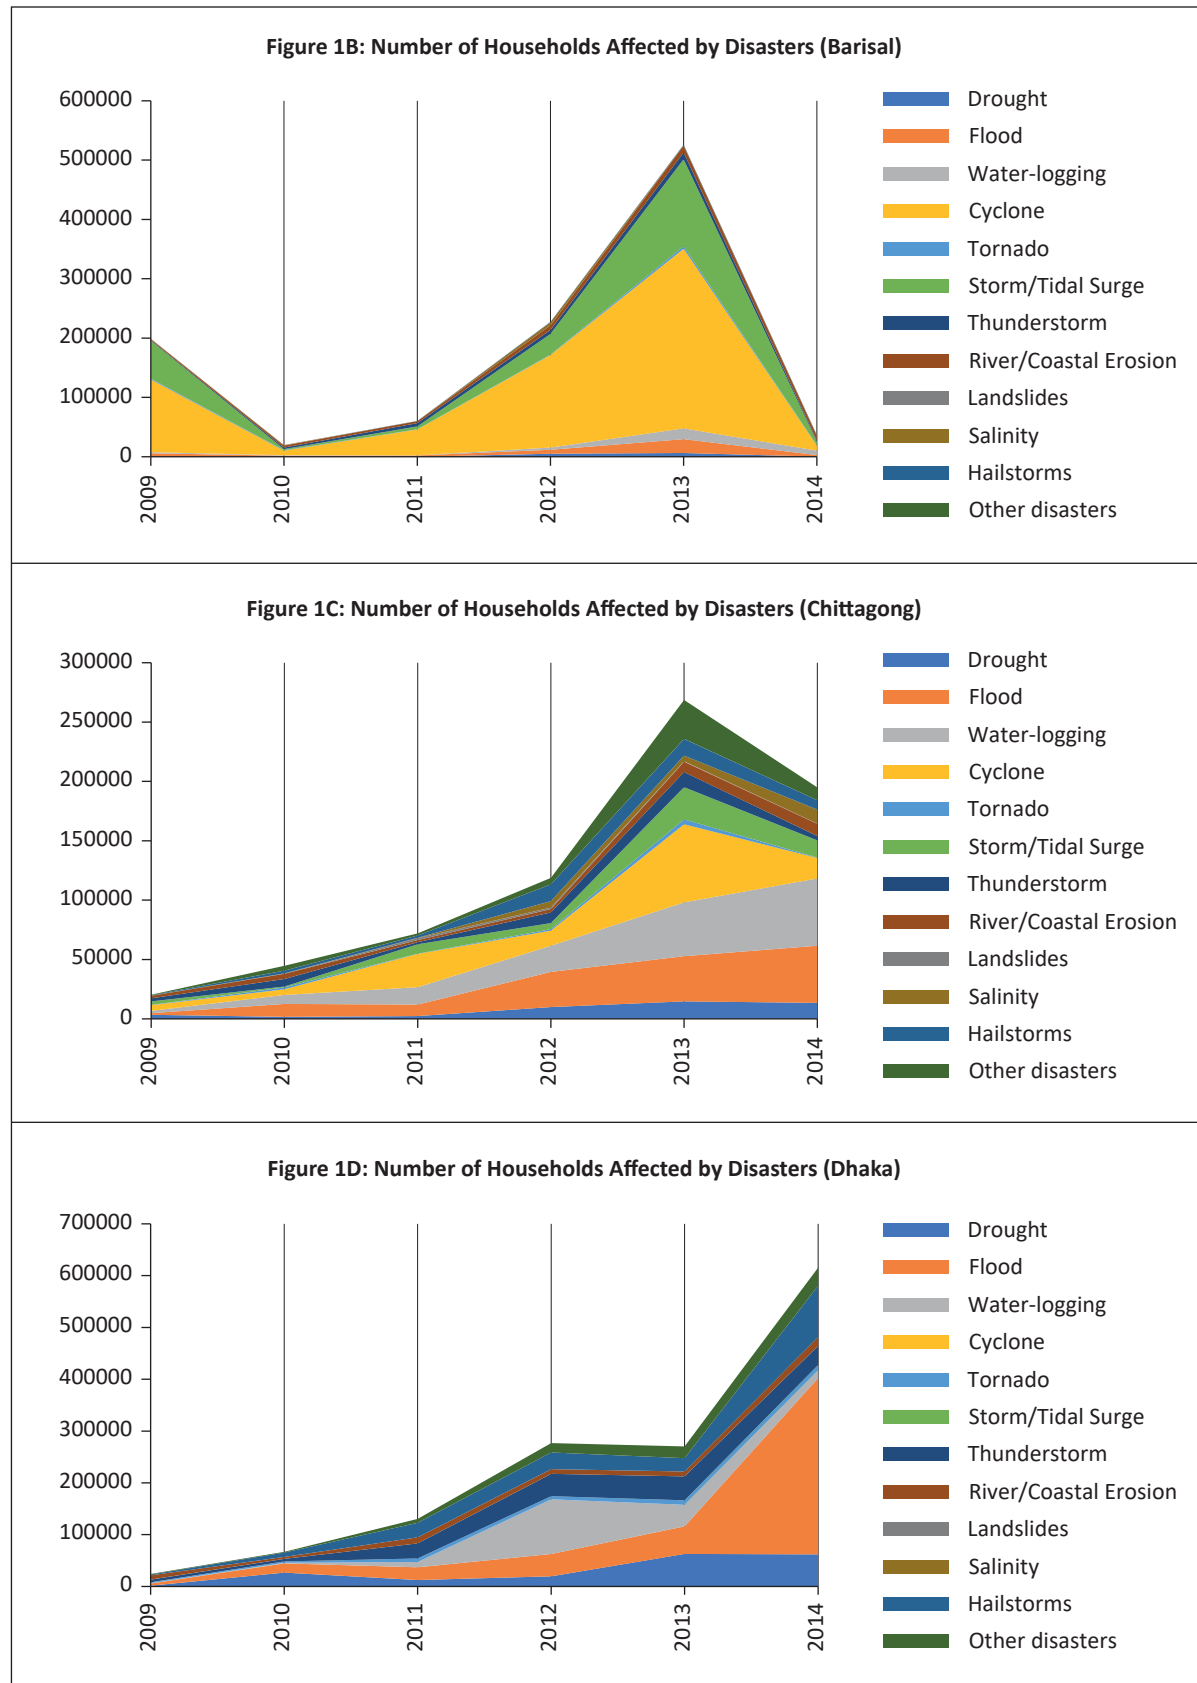 Figure 1B: Number of Households Affected by Disasters (Barisal)
600000
500000
400000
300000
200000
100000
0
2009
2010
2011
2012
2013
2014
Drought
Flood
Water-logging
Cyclone
Tornado
Storm/Tidal Surge
Thunderstorm
River/Coastal Erosion
Landslides
Salinity
Hailstorms
Other disasters
Figure 1C: Number of Households Affected by Disasters (Chittagong)
300000
250000
200000
150000
100000
50000
0
2009
2010
2011
2012
2013
2014
Drought
Flood
Water-logging
Cyclone
Tornado
Storm/Tidal Surge
Thunderstorm
River/Coastal Erosion
Landslides
Salinity
Hailstorms
Other disasters
Figure 1D: Number of Households Affected by Disasters (Dhaka)
700000
600000
500000
400000
300000
200000
100000
0
2009
2010
2011
2012
2013
2014
Drought
Flood
Water-logging
Cyclone
Tornado
Storm/Tidal Surge
Thunderstorm
River/Coastal Erosion
Landslides
Salinity
Hailstorms
Other disasters